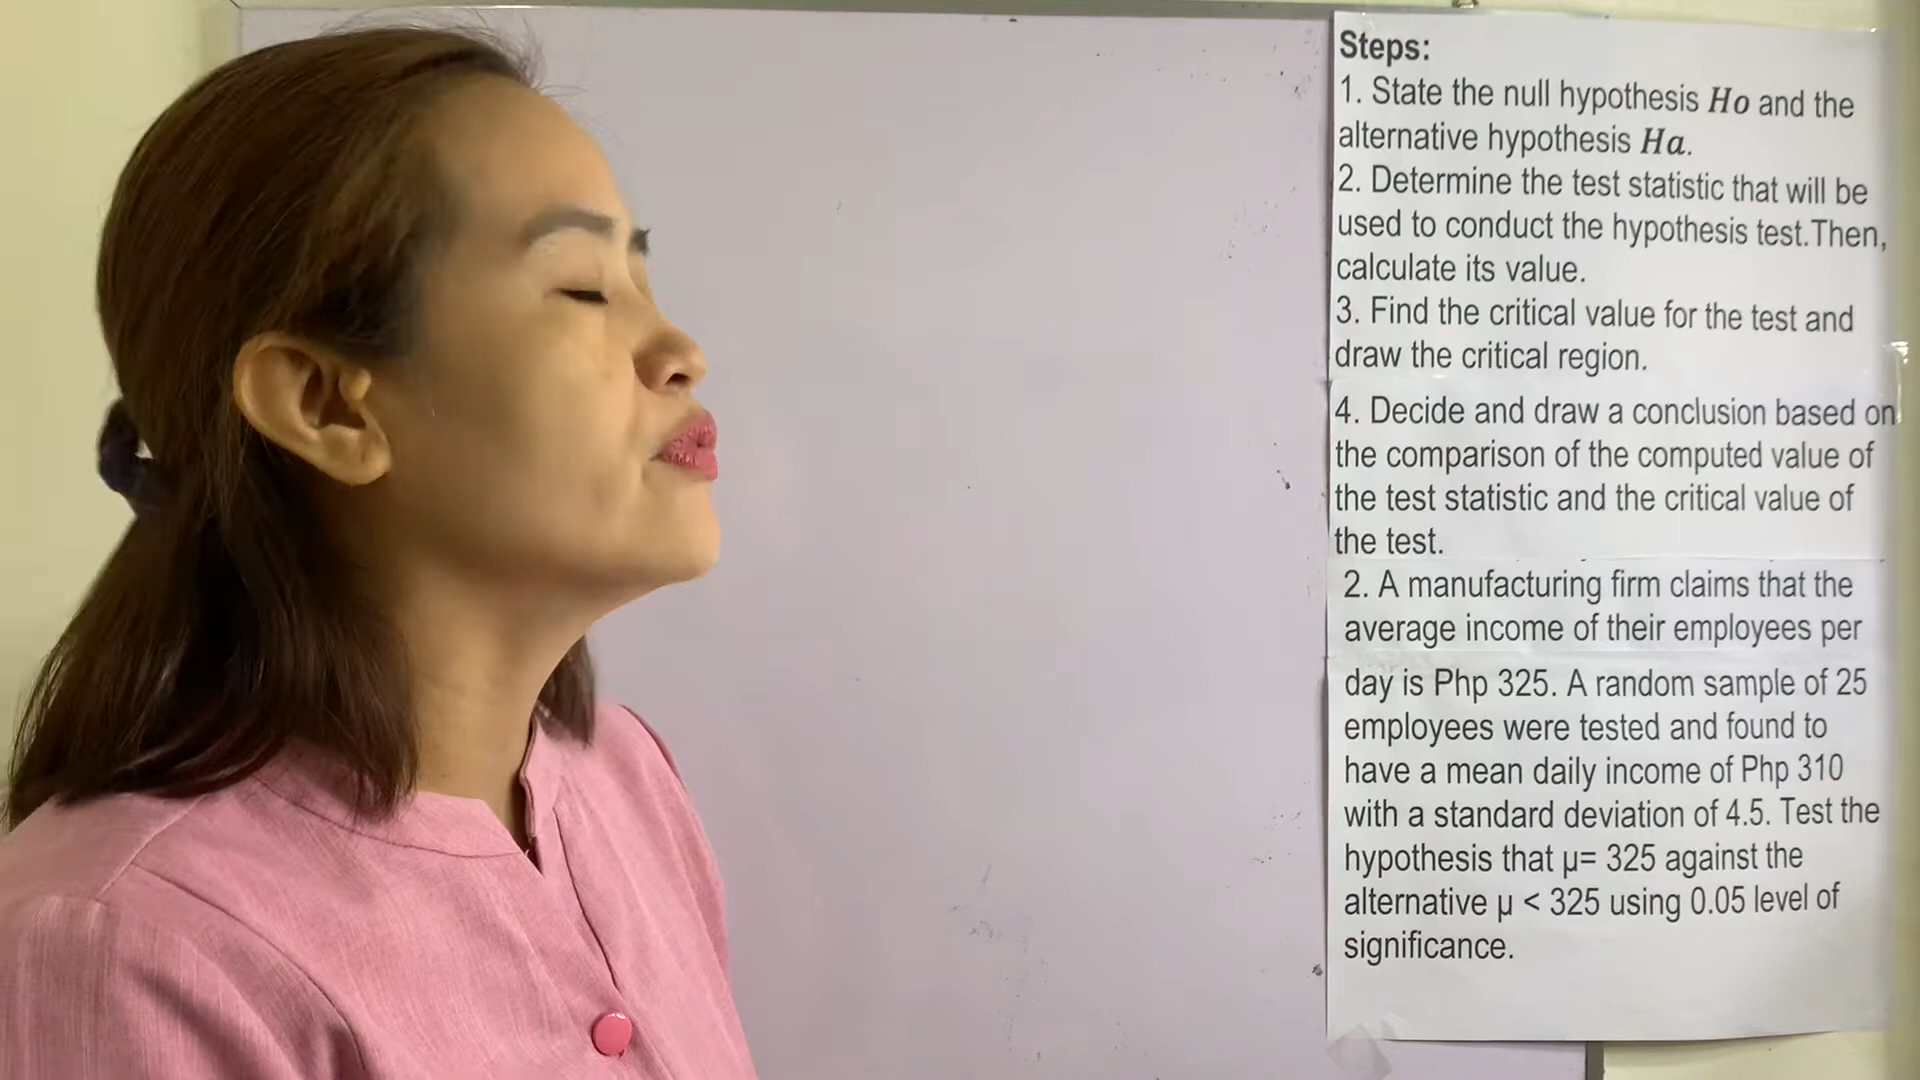 Steps:
1. State the null hypothesis Ho and the
alternative hypothesis Ha.
2. Determine the test statistic that will be
used to conduct the hypothesis test.Then,
calculate its value.
3. Find the critical value for the test and
draw the critical region.
4. Decide and draw a conclusion based on
the comparison of the computed value of
the test statistic and the critical value of
the test.
2. A manufacturing firm claims that the
average income of their employees per
day is Php 325. A random sample of 25
employees were tested and found to
have a mean daily income of Php 310
with a standard deviation of 4.5. Test the
hypothesis that μ= 325 against the
alternative μ < 325 using 0.05 level of
significance.